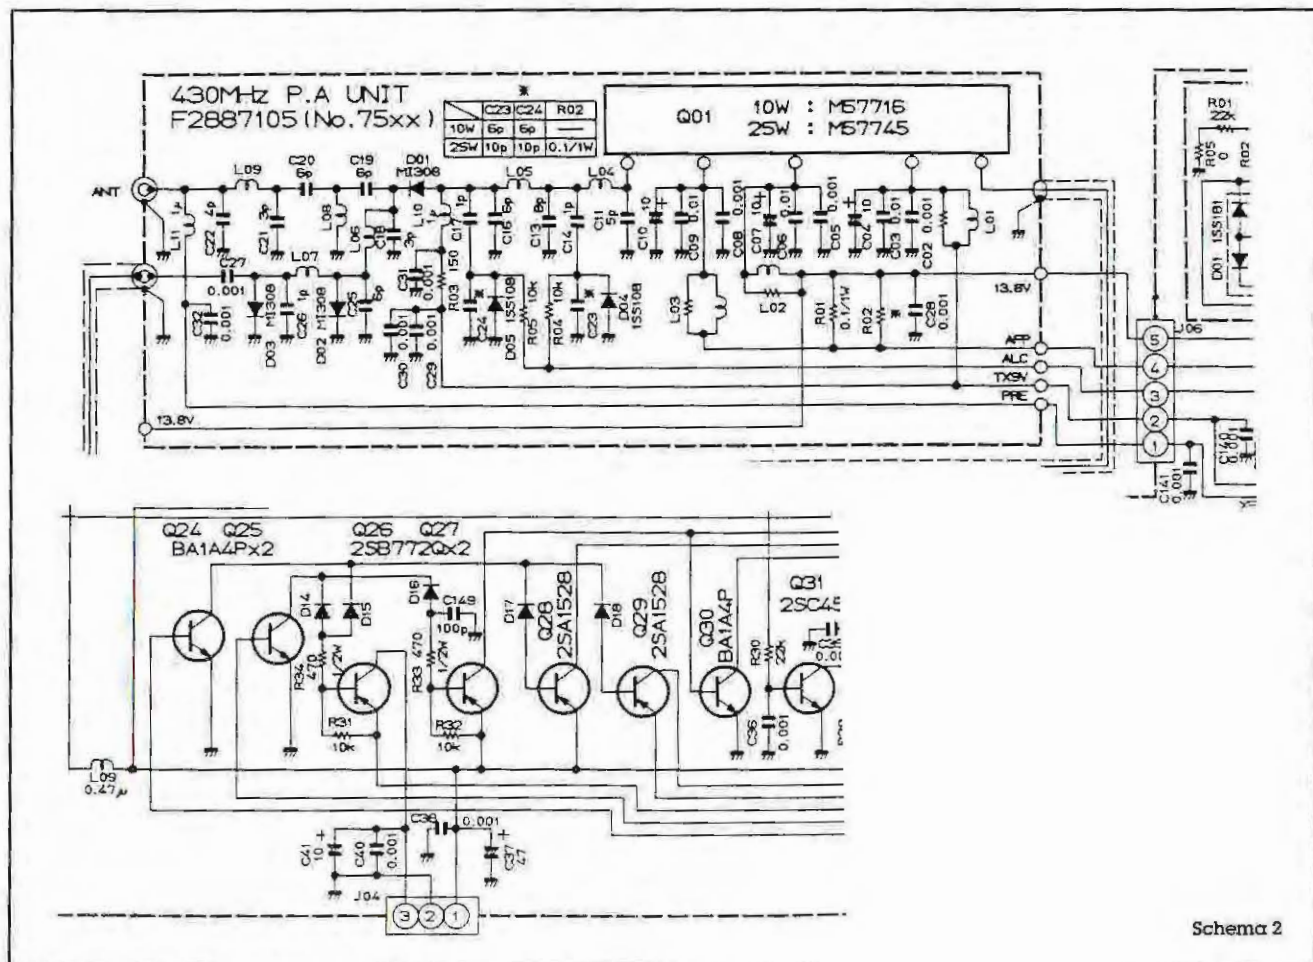 430MHz P.A UNIT
F2887105 (No.75xx)
※
C23 C24 R02
10W 6p 6p —
25W 10p 10p 0.1/1W
Q01
10W : M57716
25W : M57745
ANT
L09
C20
6p
C19
6p
D01
MI308
L05
L04
L11 1μ
C22 4p
C21 3p
L08
L06
C18
3p
L10 1μ
C17 1p
C16 6p
C13 8p
C14 1p
C11 5p
C10 10 +
C09 0.01
C08 0.001
C07 10 +
C06 0.01
C05 0.001
C04 10 +
C03 0.01
C02 0.001
L01
C27
0.001
L07
C32 0.001
D03 MI308
C26 1p
D02 MI308
C25 6p
C31 0.001
R03 150
C30 0.001
C29 0.001
C24 ※
D05 1SS108
R05 10k
R04 10k
C23 ※
D04 1SS108
L03
L02
R01 0.1/1W
R02 ※
C28 0.001
13.8V
AFP
ALC
TX9V
PRE
13.8V
R01
22k
R05 0
R02
D01 1SS181
J06
5
4
3
2
1
C140 0.001
C141 0.001
Q24 Q25
BA1A4Px2
Q26 Q27
2SB772Qx2
D14
D15
D16
C149
100p
R34 470 1/2W
R33 470 1/2W
R31
10k
R32
10k
D17
Q28 2SA1528
D18
Q29 2SA1528
Q30 BA1A4P
R30 22k
C36 0.001
Q31
2SC45
L09
0.47μ
C41 10 +
C40 0.001
C38 0.001
C37 47 +
J04
3 2 1
Schema 2